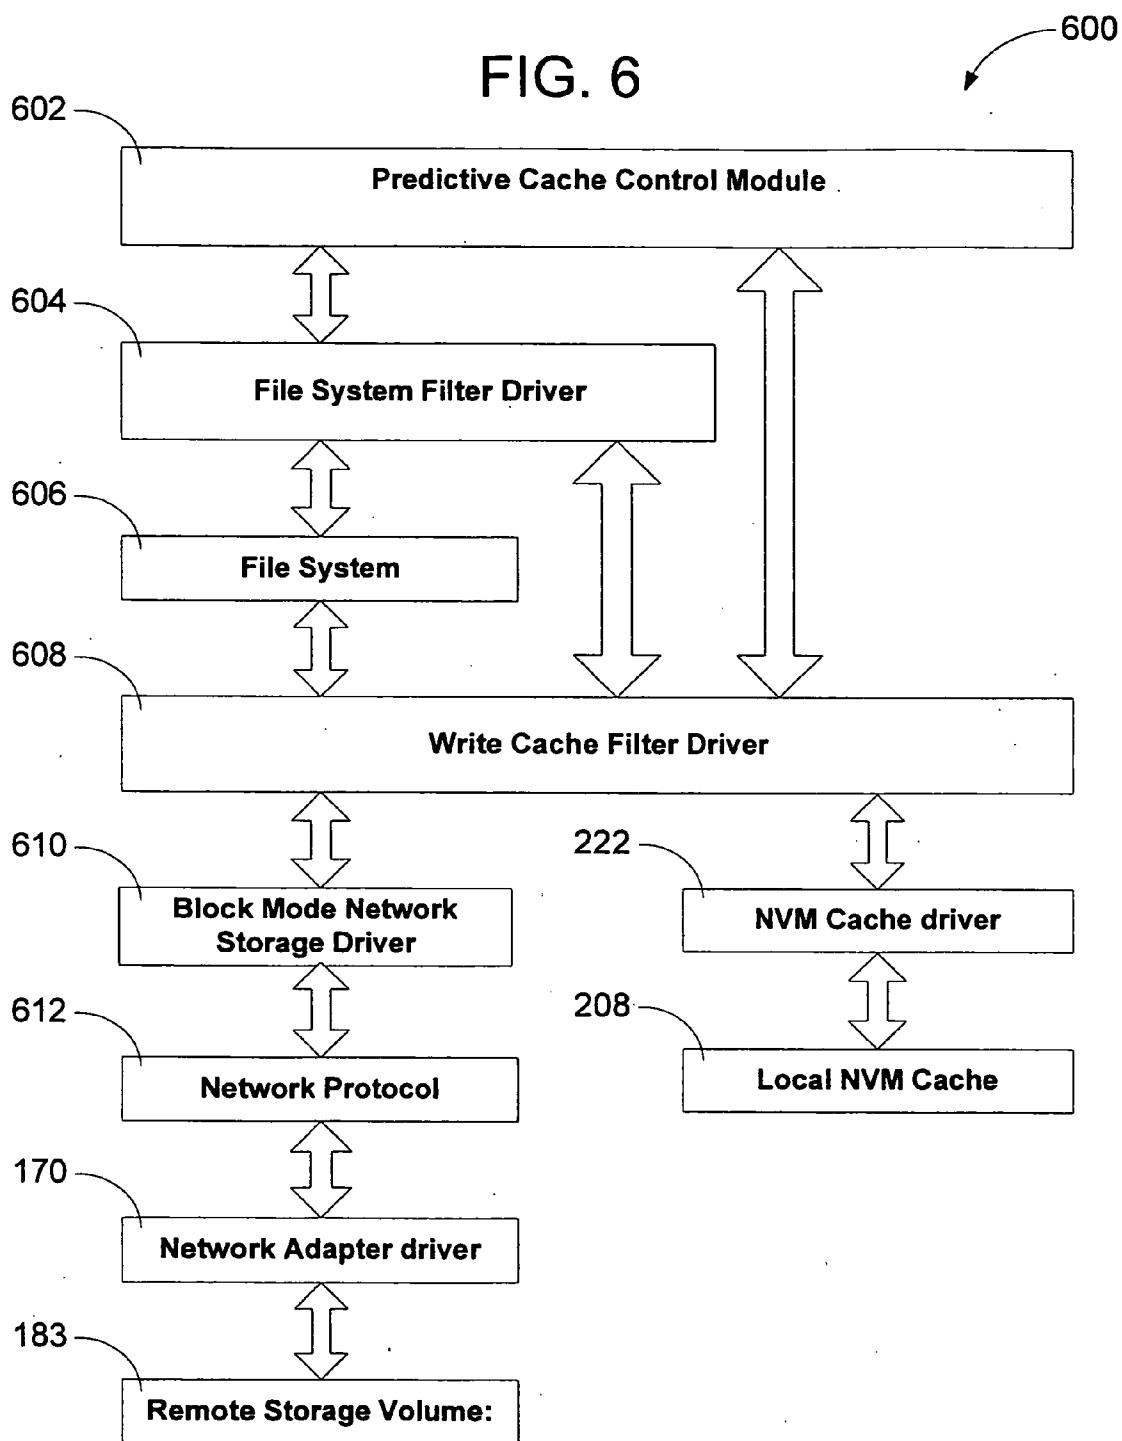 600
FIG. 6
602
Predictive Cache Control Module
604
File System Filter Driver
606
File System
608
Write Cache Filter Driver
610
222
Block Mode Network
Storage Driver
NVM Cache driver
612
208
Network Protocol
Local NVM Cache
170
Network Adapter driver
183
Remote Storage Volume: